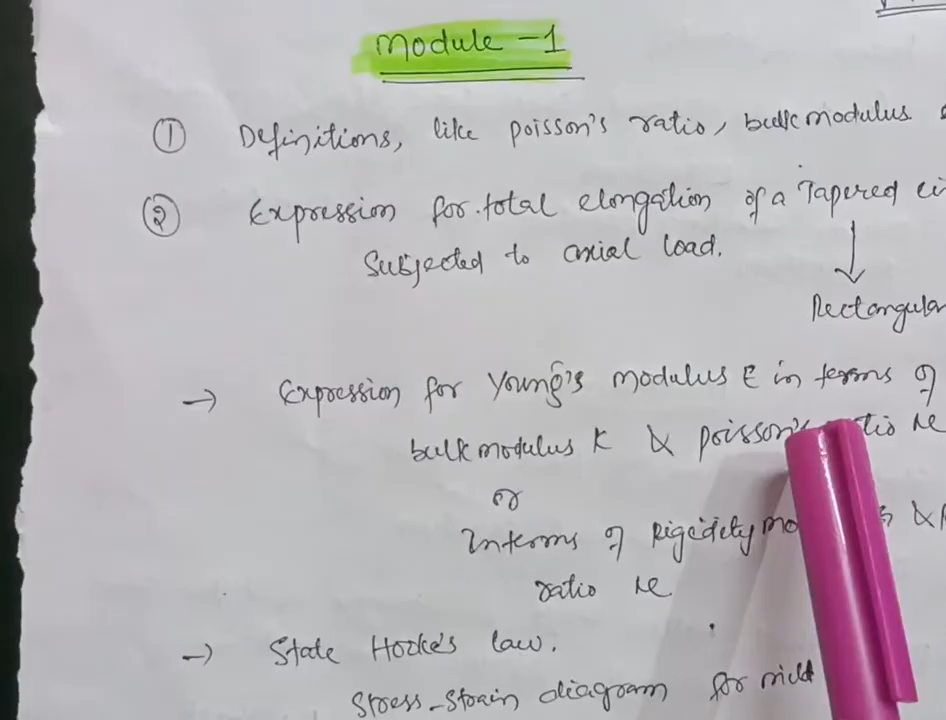 Module - 1
① Definitions, like poisson's ratio, bulk modulus
② Expression for total elongation of a Tapered
Subjected to axial load.
Rectangular
→ Expression for Young's modulus E in terms of
bulk modulus K & poisson's
or
Interms of Rigidity
ratio
→ State Hooke's law.
Stress-Strain diagram for mild